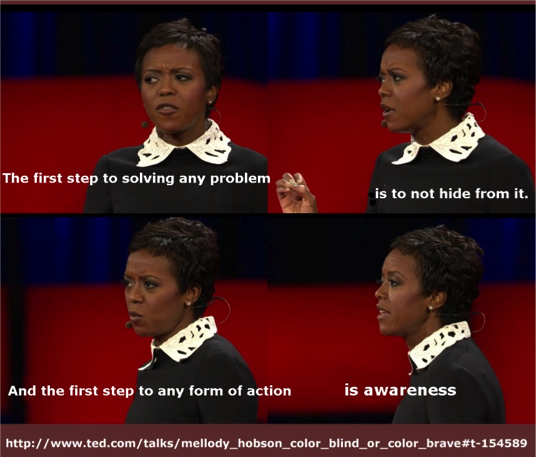 The first step to solving any problem
is to not hide from it.
And the first step to any form of action
is awareness
http://www.ted.com/talks/mellody_hobson_color_blind_or_color_brave#t-154589